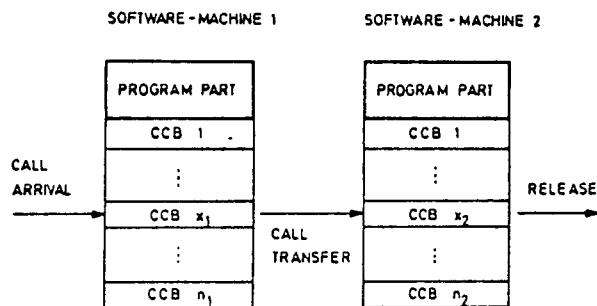 SOFTWARE-MACHINE 1
SOFTWARE-MACHINE 2
PROGRAM PART
CCB 1
⋮
CCB x₁
⋮
CCB n₁
CALL
ARRIVAL
CALL
TRANSFER
PROGRAM PART
CCB 1
⋮
CCB x₂
⋮
CCB n₂
RELEASE